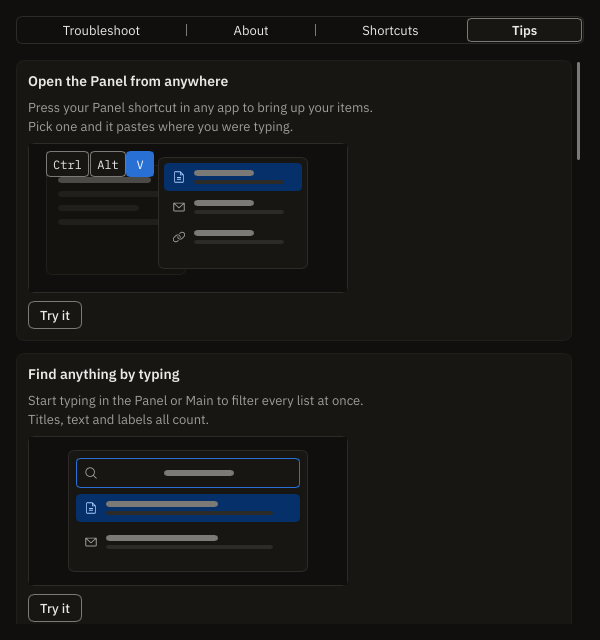 Troubleshoot
About
Shortcuts
Tips
Open the Panel from anywhere
Press your Panel shortcut in any app to bring up your items.
Pick one and it pastes where you were typing.
Ctrl Alt V
Try it
Find anything by typing
Start typing in the Panel or Main to filter every list at once.
Titles, text and labels all count.
Try it